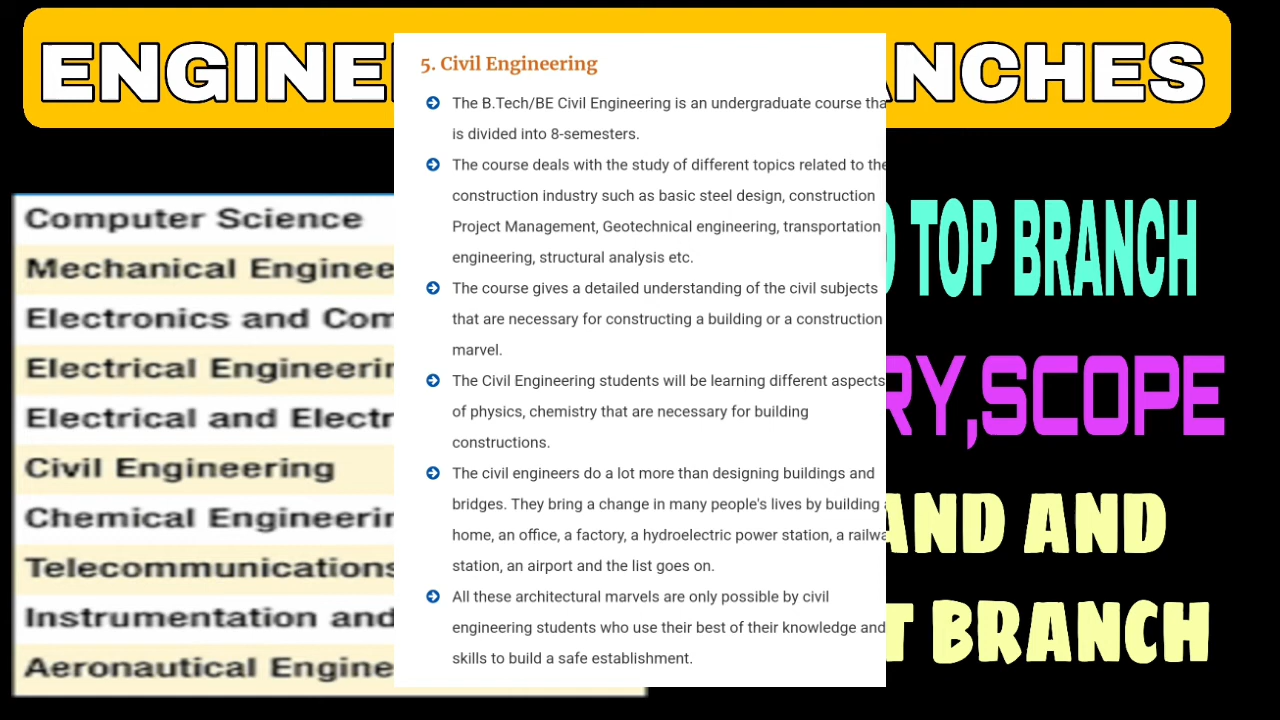 ENGINE
NCHES
5. Civil Engineering
The B.Tech/BE Civil Engineering is an undergraduate course tha
is divided into 8-semesters.
The course deals with the study of different topics related to the
construction industry such as basic steel design, construction
Project Management, Geotechnical engineering, transportation
engineering, structural analysis etc.
The course gives a detailed understanding of the civil subjects
that are necessary for constructing a building or a construction
marvel.
The Civil Engineering students will be learning different aspects
of physics, chemistry that are necessary for building
constructions.
The civil engineers do a lot more than designing buildings and
bridges. They bring a change in many people's lives by building
home, an office, a factory, a hydroelectric power station, a railwa
station, an airport and the list goes on.
All these architectural marvels are only possible by civil
engineering students who use their best of their knowledge and
skills to build a safe establishment.
Computer Science
Mechanical Enginee
Electronics and Com
Electrical Engineerin
Electrical and Electr
Civil Engineering
Chemical Engineerin
Telecommunications
Instrumentation and
Aeronautical Engine
TOP BRANCH
RY,SCOPE
AND AND
T BRANCH